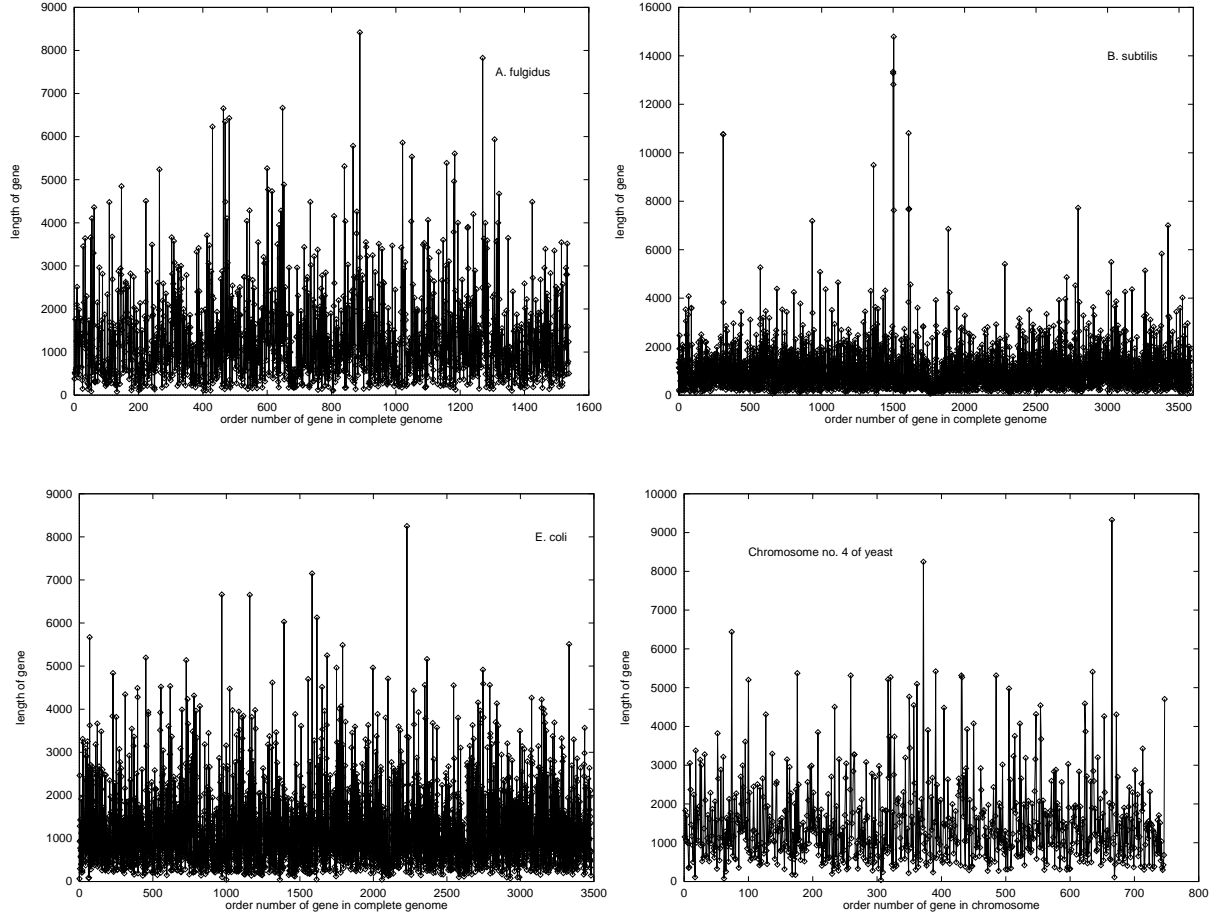 9000
8000
7000
6000
5000
4000
3000
2000
1000
0
length of gene
A. fulgidus
0 200 400 600 800 1000 1200 1400 1600
order number of gene in complete genome
16000
14000
12000
10000
8000
6000
4000
2000
0
length of gene
B. subtilis
0 500 1000 1500 2000 2500 3000 3500
order number of gene in complete genome
9000
8000
7000
6000
5000
4000
3000
2000
1000
0
length of gene
E. coli
0 500 1000 1500 2000 2500 3000 3500
order number of gene in complete genome
10000
9000
8000
7000
6000
5000
4000
3000
2000
1000
0
length of gene
Chromosome no. 4 of yeast
0 100 200 300 400 500 600 700 800
order number of gene in chromosome